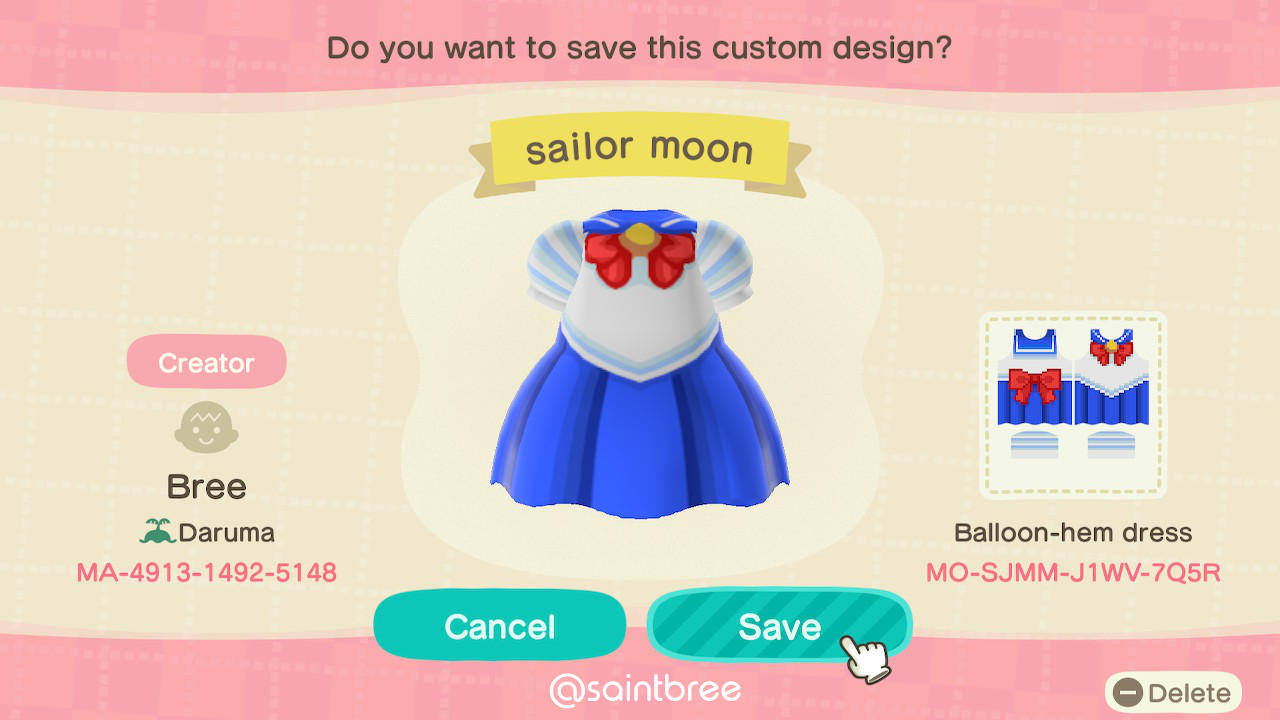 Do you want to save this custom design?
sailor moon
Creator
Bree
Daruma
MA-4913-1492-5148
Balloon-hem dress
MO-SJMM-J1WV-7Q5R
Cancel
Save
@saintbree
Delete